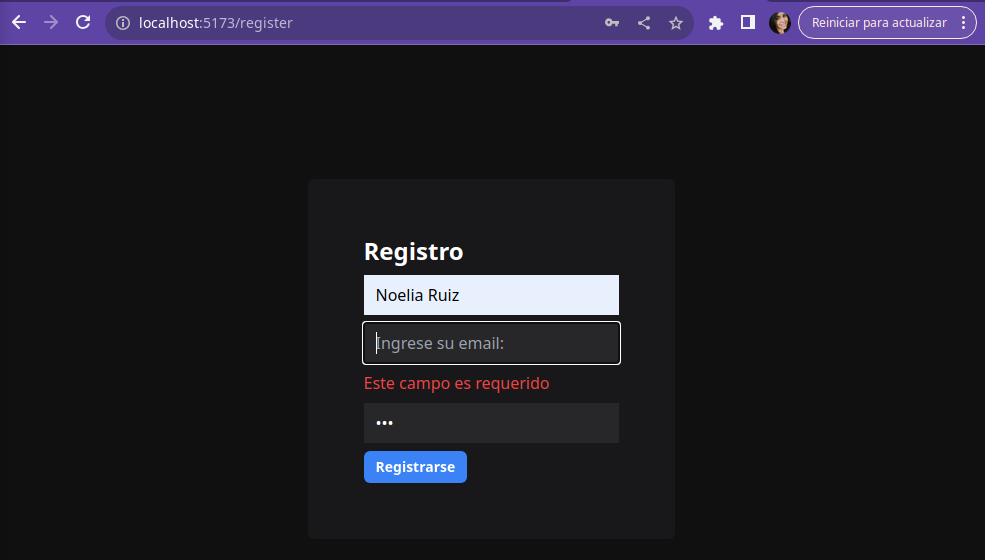 localhost:5173/register
Reiniciar para actualizar
Registro
Noelia Ruiz
Ingrese su email:
Este campo es requerido
•••
Registrarse